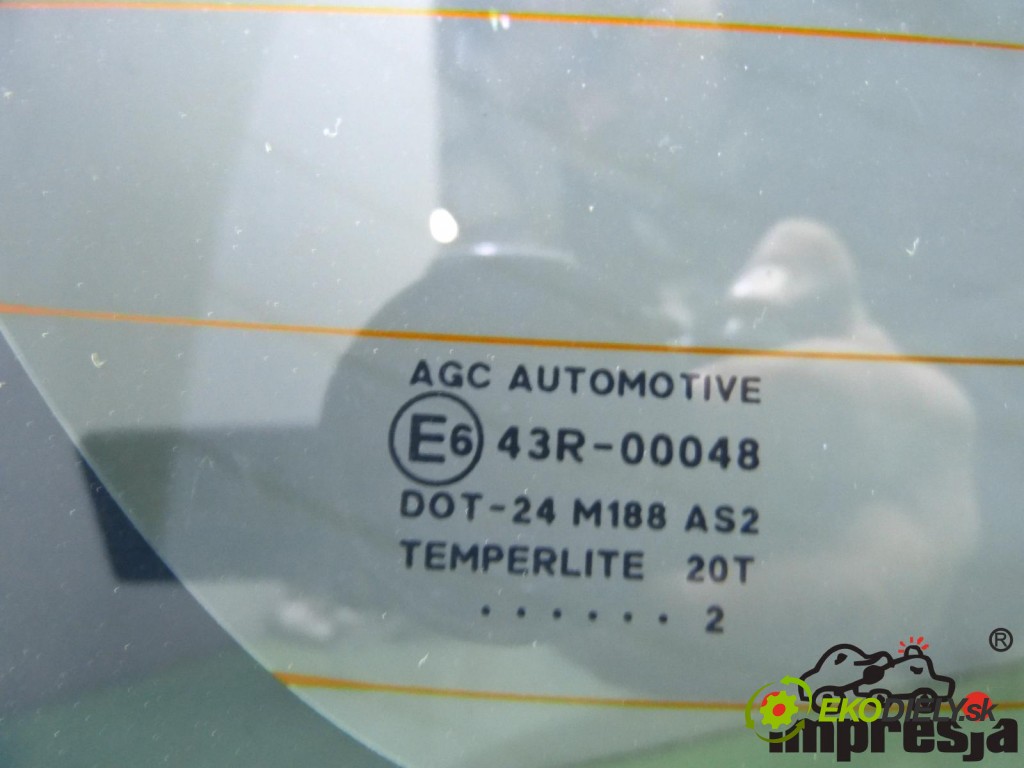 AGC AUTOMOTIVE
E6 43R-00048
DOT-24 M188 AS2
TEMPERLITE 20T
. . . . . . 2
®
EKODIELY.sk
impresja